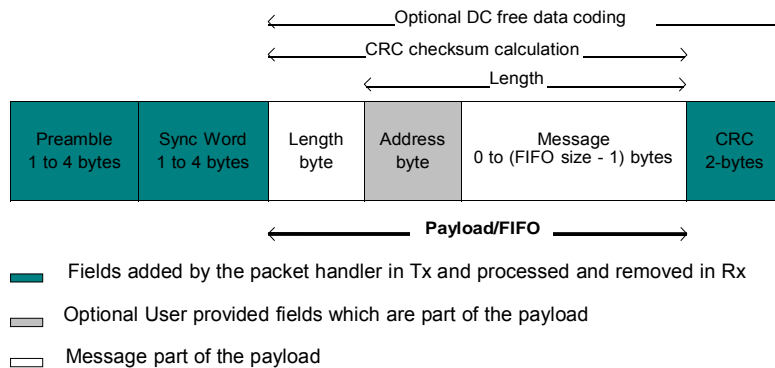 Optional DC free data coding
CRC checksum calculation
Length
Preamble
1 to 4 bytes
Sync Word
1 to 4 bytes
Length
byte
Address
byte
Message
0 to (FIFO size - 1) bytes
CRC
2-bytes
Payload/FIFO
Fields added by the packet handler in Tx and processed and removed in Rx
Optional User provided fields which are part of the payload
Message part of the payload